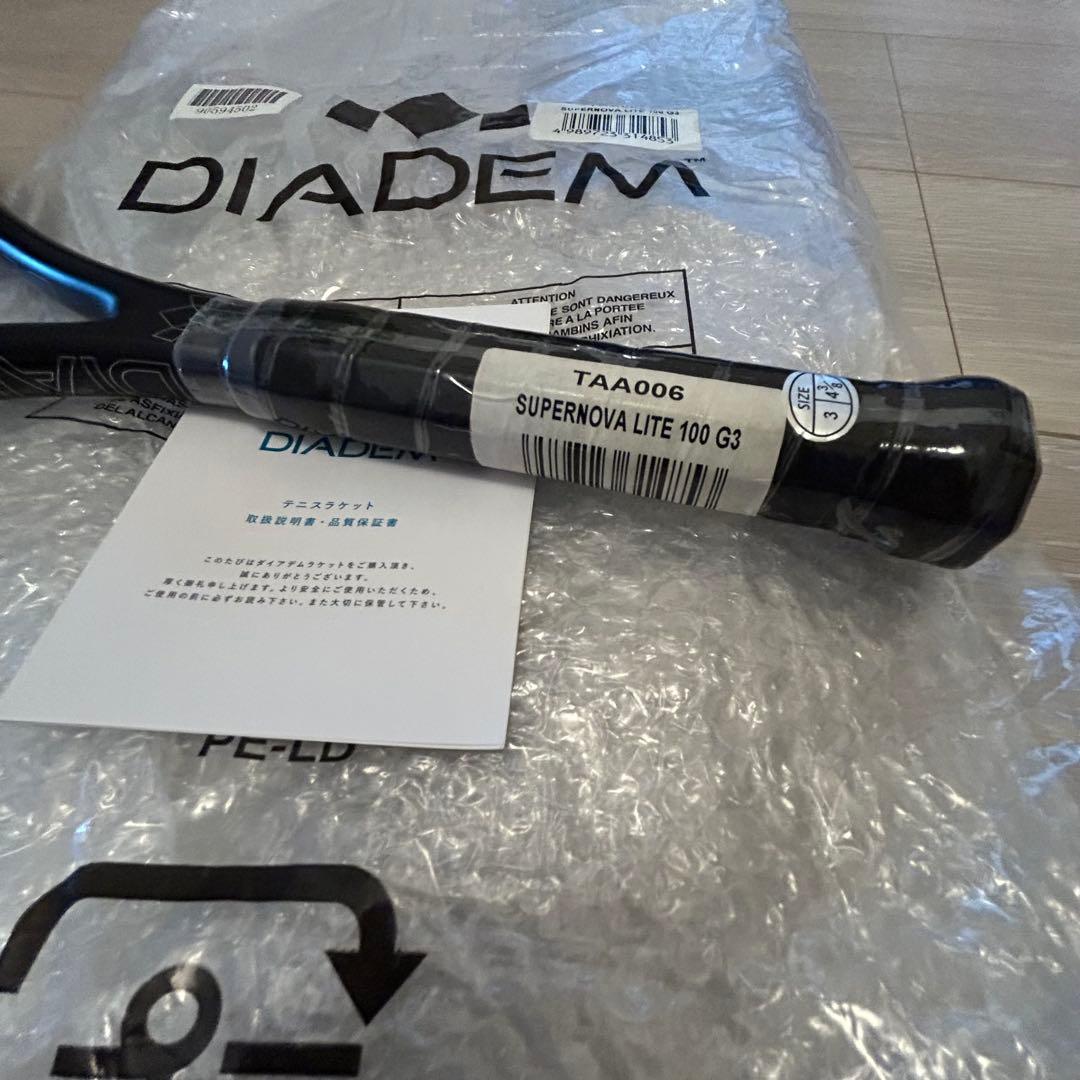 90594502
SUPERNOVA LITE 100 G3
4 989723 314853
DIADEM™
ATTENTION
SONT DANGEREUX
A LA PORTEE
AFIN
TAA006
SUPERNOVA LITE 100 G3
SIZE
3 4 3/8
DIADEM
テニスラケット
取扱説明書・品質保証書
このたびはダイアデムラケットをご購入頂き、
誠にありがとうございます。
厚く御礼申し上げます。より安全にご使用いただくため、
ご使用の前に必ずお読み下さい。また大切に保管して下さい。
PE-LD